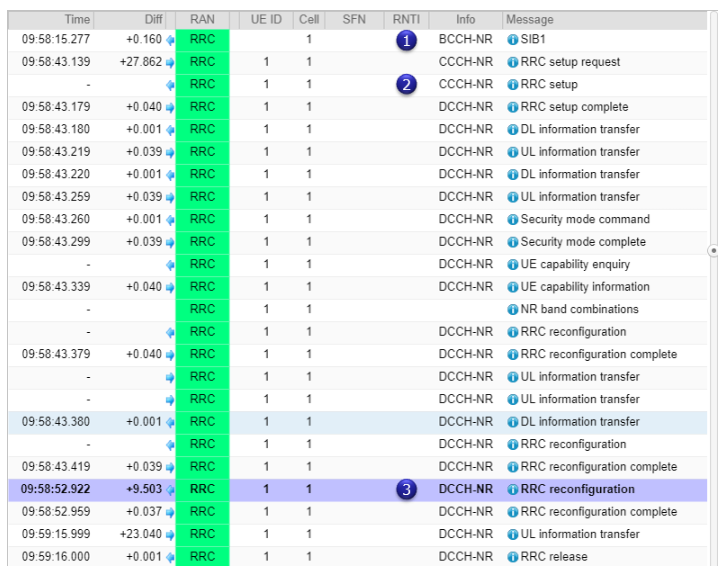 Time Diff RAN UE ID Cell SFN RNTI Info Message
09:58:15.277 +0.160 RRC 1 1 BCCH-NR SIB1
09:58:43.139 +27.862 RRC 1 1 CCCH-NR RRC setup request
- RRC 1 1 2 CCCH-NR RRC setup
09:58:43.179 +0.040 RRC 1 1 DCCH-NR RRC setup complete
09:58:43.180 +0.001 RRC 1 1 DCCH-NR DL information transfer
09:58:43.219 +0.039 RRC 1 1 DCCH-NR UL information transfer
09:58:43.220 +0.001 RRC 1 1 DCCH-NR DL information transfer
09:58:43.259 +0.039 RRC 1 1 DCCH-NR UL information transfer
09:58:43.260 +0.001 RRC 1 1 DCCH-NR Security mode command
09:58:43.299 +0.039 RRC 1 1 DCCH-NR Security mode complete
- RRC 1 1 DCCH-NR UE capability enquiry
09:58:43.339 +0.040 RRC 1 1 DCCH-NR UE capability information
- RRC 1 1 NR band combinations
- RRC 1 1 DCCH-NR RRC reconfiguration
09:58:43.379 +0.040 RRC 1 1 DCCH-NR RRC reconfiguration complete
- RRC 1 1 DCCH-NR UL information transfer
- RRC 1 1 DCCH-NR UL information transfer
09:58:43.380 +0.001 RRC 1 1 DCCH-NR DL information transfer
- RRC 1 1 DCCH-NR RRC reconfiguration
09:58:43.419 +0.039 RRC 1 1 DCCH-NR RRC reconfiguration complete
09:58:52.922 +9.503 RRC 1 1 3 DCCH-NR RRC reconfiguration
09:58:52.959 +0.037 RRC 1 1 DCCH-NR RRC reconfiguration complete
09:59:15.999 +23.040 RRC 1 1 DCCH-NR UL information transfer
09:59:16.000 +0.001 RRC 1 1 DCCH-NR RRC release